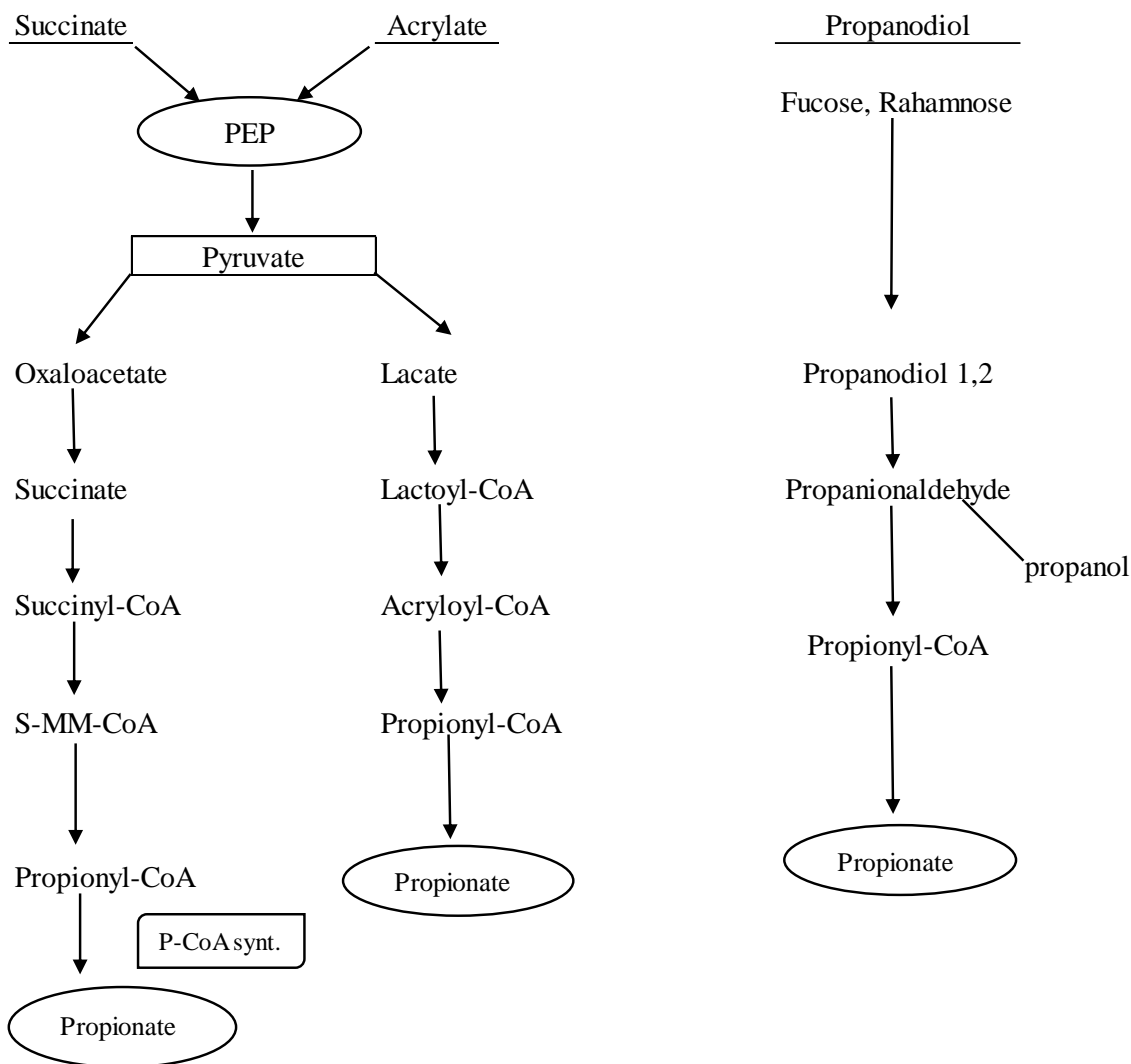 Succinate
Acrylate
Propanodiol
Fucose, Rahamnose
PEP
Pyruvate
Oxaloacetate
Lacate
Propanodiol 1,2
Succinate
Lactoyl-CoA
Propanionaldehyde
propanol
Succinyl-CoA
Acryloyl-CoA
Propionyl-CoA
S-MM-CoA
Propionyl-CoA
Propionate
Propionyl-CoA
Propionate
P-CoA synt.
Propionate